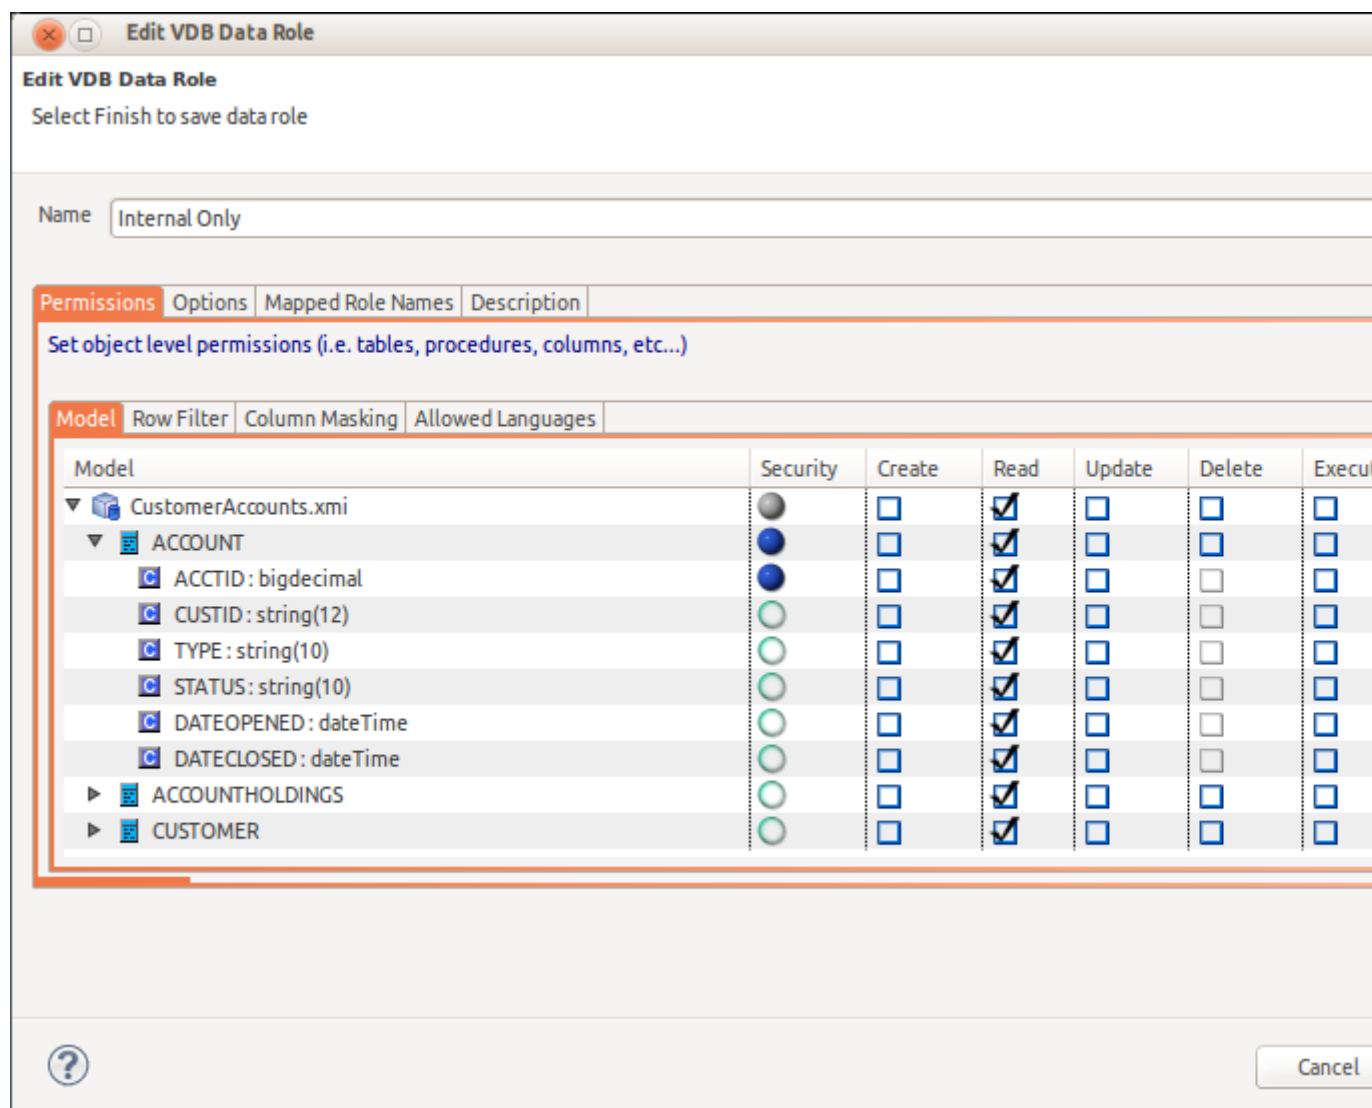 Edit VDB Data Role
Edit VDB Data Role
Select Finish to save data role
Name Internal Only
Permissions Options Mapped Role Names Description
Set object level permissions (i.e. tables, procedures, columns, etc...)
Model Row Filter Column Masking Allowed Languages
Model Security Create Read Update Delete Execut
CustomerAccounts.xmi
ACCOUNT
C ACCTID : bigdecimal
C CUSTID : string(12)
C TYPE : string(10)
C STATUS : string(10)
C DATEOPENED : dateTime
C DATECLOSED : dateTime
ACCOUNTHOLDINGS
CUSTOMER
? Cancel